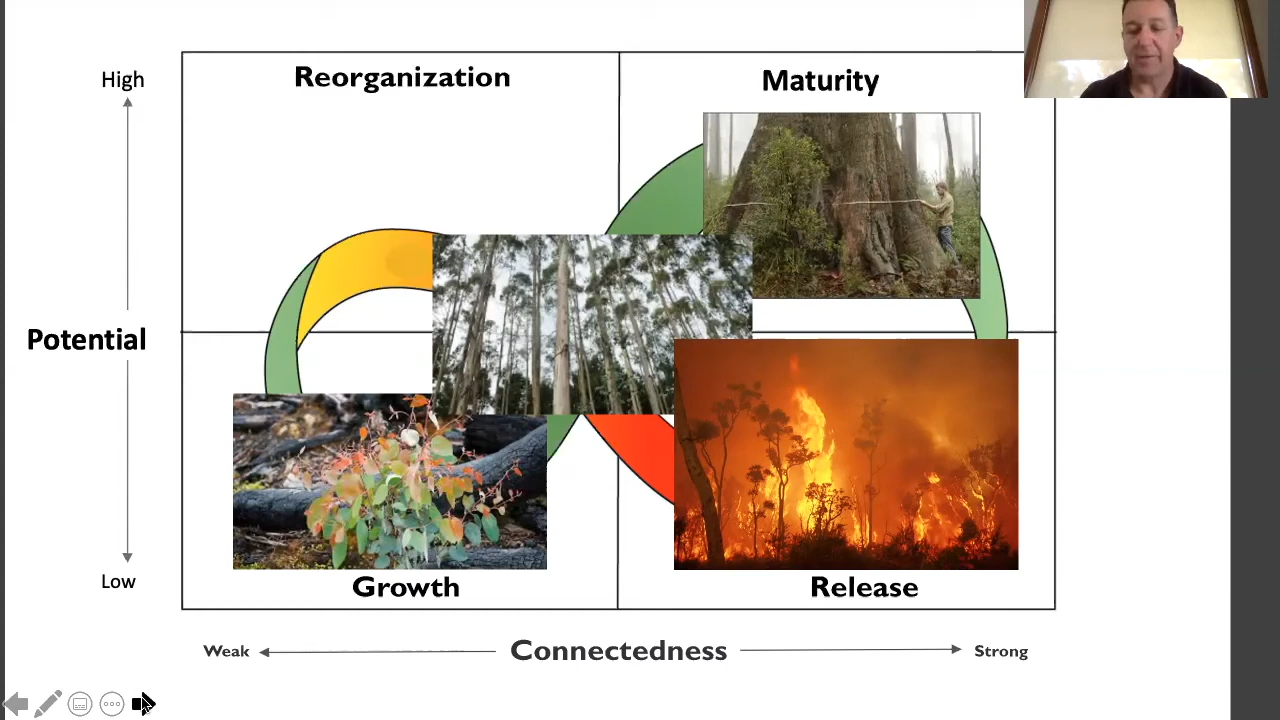 High
Reorganization
Maturity
Potential
Low
Growth
Release
Weak
Connectedness
Strong